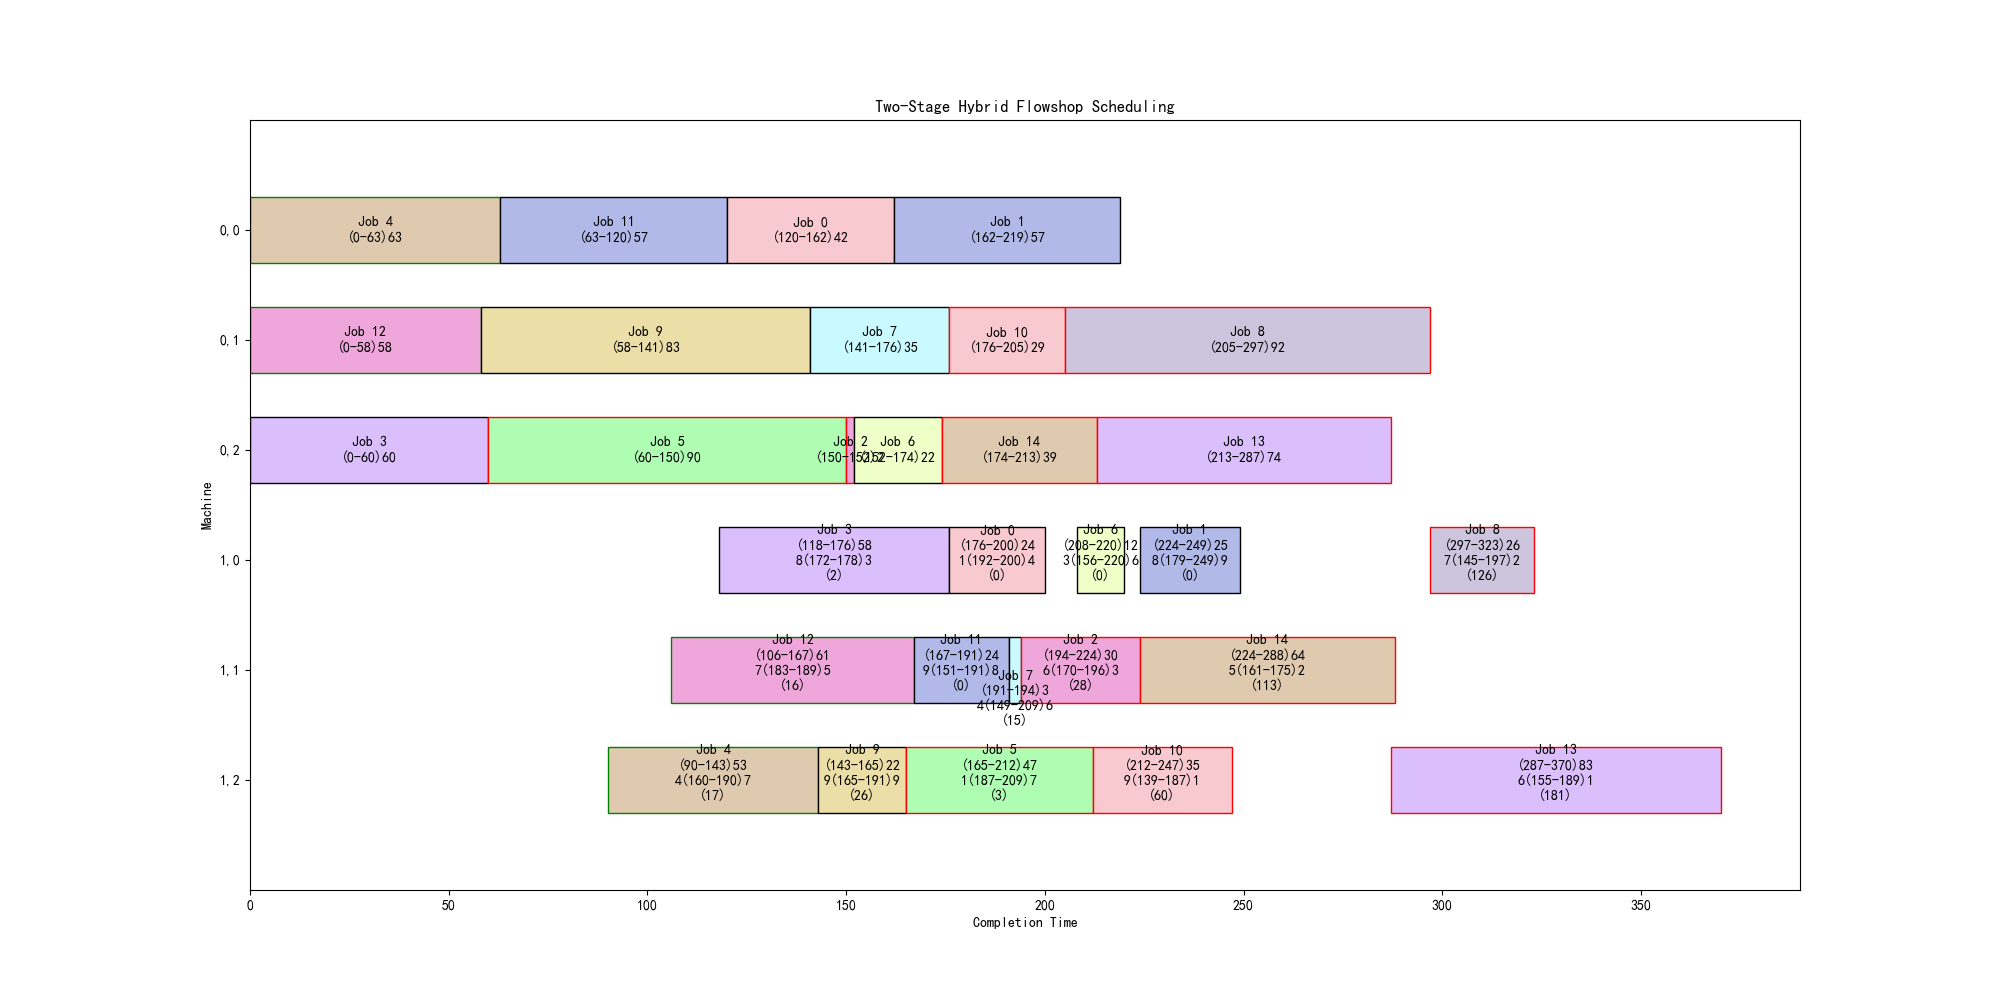 Two-Stage Hybrid Flowshop Scheduling
0,0
Job 4
(0-63)63
Job 11
(63-120)57
Job 0
(120-162)42
Job 1
(162-219)57
0,1
Job 12
(0-58)58
Job 9
(58-141)83
Job 7
(141-176)35
Job 10
(176-205)29
Job 8
(205-297)92
0,2
Job 3
(0-60)60
Job 5
(60-150)90
Job 2
(150-152)2
Job 6
(152-174)22
Job 14
(174-213)39
Job 13
(213-287)74
Machine
1,0
Job 3
(118-176)58
8(172-178)3
(2)
Job 0
(176-200)24
1(192-200)4
(0)
Job 6
(208-220)12
3(156-220)6
(0)
Job 1
(224-249)25
8(179-249)9
(0)
Job 8
(297-323)26
7(145-197)2
(126)
1,1
Job 12
(106-167)61
7(183-189)5
(16)
Job 11
(167-191)24
9(151-191)8
(0)
Job 7
(191-194)3
4(149-209)6
(15)
Job 2
(194-224)30
6(170-196)3
(28)
Job 14
(224-288)64
5(161-175)2
(113)
1,2
Job 4
(90-143)53
4(160-190)7
(17)
Job 9
(143-165)22
9(165-191)9
(26)
Job 5
(165-212)47
1(187-209)7
(3)
Job 10
(212-247)35
9(139-187)1
(60)
Job 13
(287-370)83
6(155-189)1
(181)
0
50
100
150
200
250
300
350
Completion Time